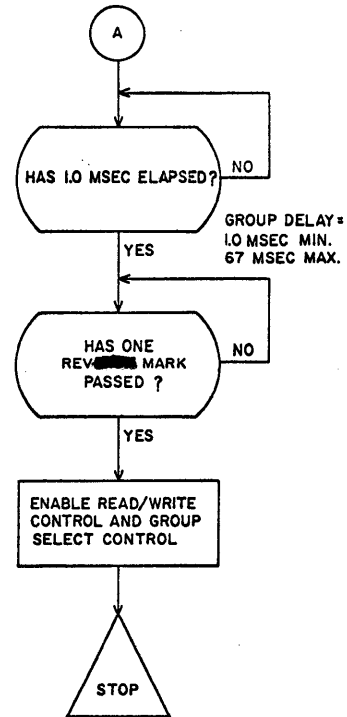 A
HAS 1.0 MSEC ELAPSED?
NO
GROUP DELAY=
1.0 MSEC MIN.
67 MSEC MAX.
YES
HAS ONE
REV MARK
PASSED ?
NO
YES
ENABLE READ/WRITE
CONTROL AND GROUP
SELECT CONTROL
STOP